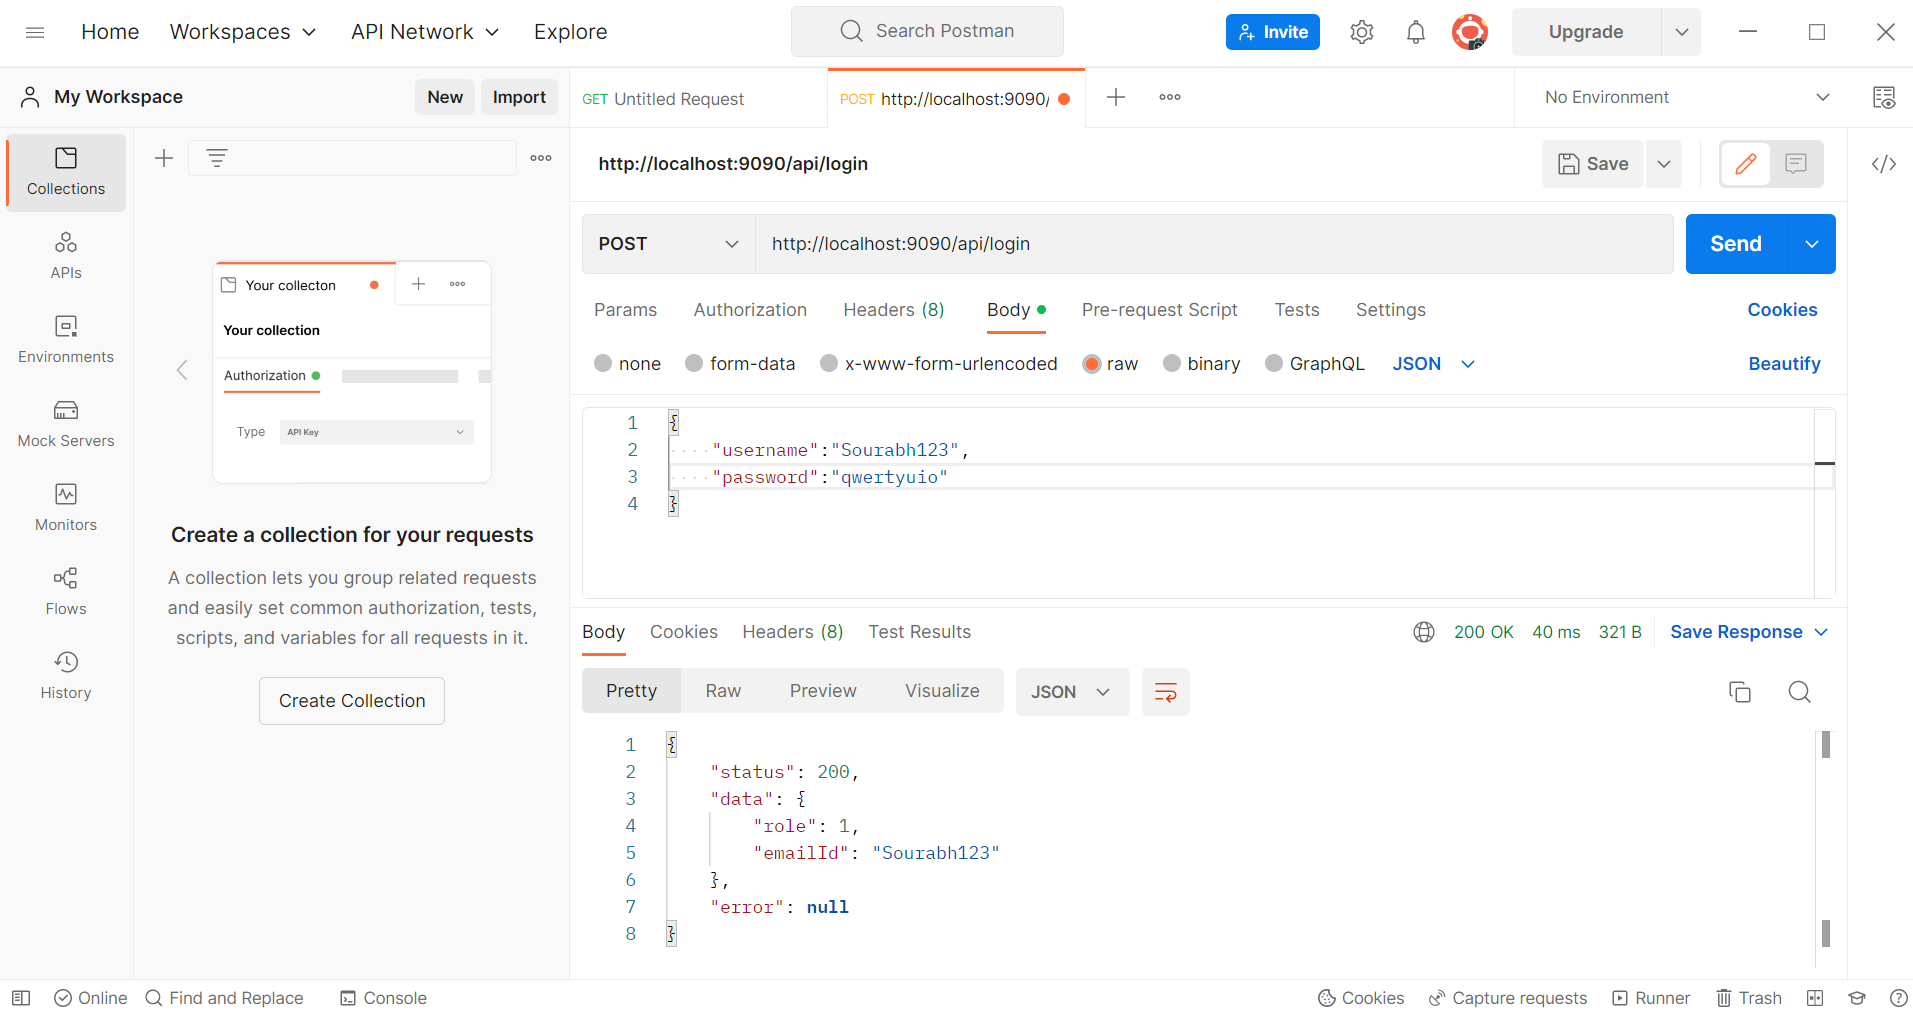 Home Workspaces API Network Explore Search Postman Invite Upgrade
My Workspace New Import GET Untitled Request POST http://localhost:9090/ No Environment
Collections
APIs
Environments
Mock Servers
Monitors
Flows
History
Your collecton
Your collection
Authorization
Type API Key
Create a collection for your requests
A collection lets you group related requests
and easily set common authorization, tests,
scripts, and variables for all requests in it.
Create Collection
http://localhost:9090/api/login Save
POST http://localhost:9090/api/login Send
Params Authorization Headers (8) Body Pre-request Script Tests Settings Cookies
none form-data x-www-form-urlencoded raw binary GraphQL JSON Beautify
1 {
2 "username":"Sourabh123",
3 "password":"qwertyuio"
4 }
Body Cookies Headers (8) Test Results 200 OK 40 ms 321 B Save Response
Pretty Raw Preview Visualize JSON
1 {
2 "status": 200,
3 "data": {
4 "role": 1,
5 "emailId": "Sourabh123"
6 },
7 "error": null
8 }
Online Find and Replace Console Cookies Capture requests Runner Trash